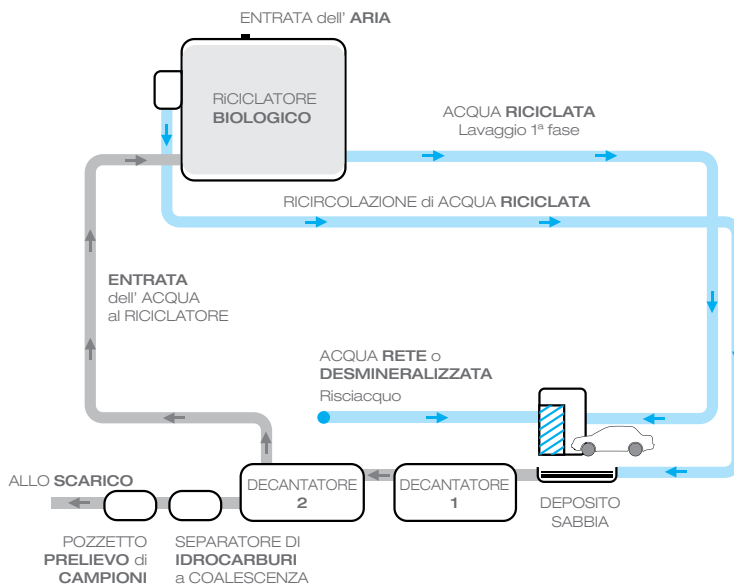 ENTRATA dell' ARIA
RiCICLATORE
BIOLOGICO
ACQUA RICICLATA
Lavaggio 1ª fase
RICIRCOLAZIONE di ACQUA RICICLATA
ENTRATA
dell' ACQUA
al RICICLATORE
ACQUA RETE o
DESMINERALIZZATA
Risciacquo
ALLO SCARICO
DECANTATORE
2
DECANTATORE
1
DEPOSITO
SABBIA
POZZETTO
PRELIEVO di
CAMPIONI
SEPARATORE DI
IDROCARBURI
a COALESCENZA